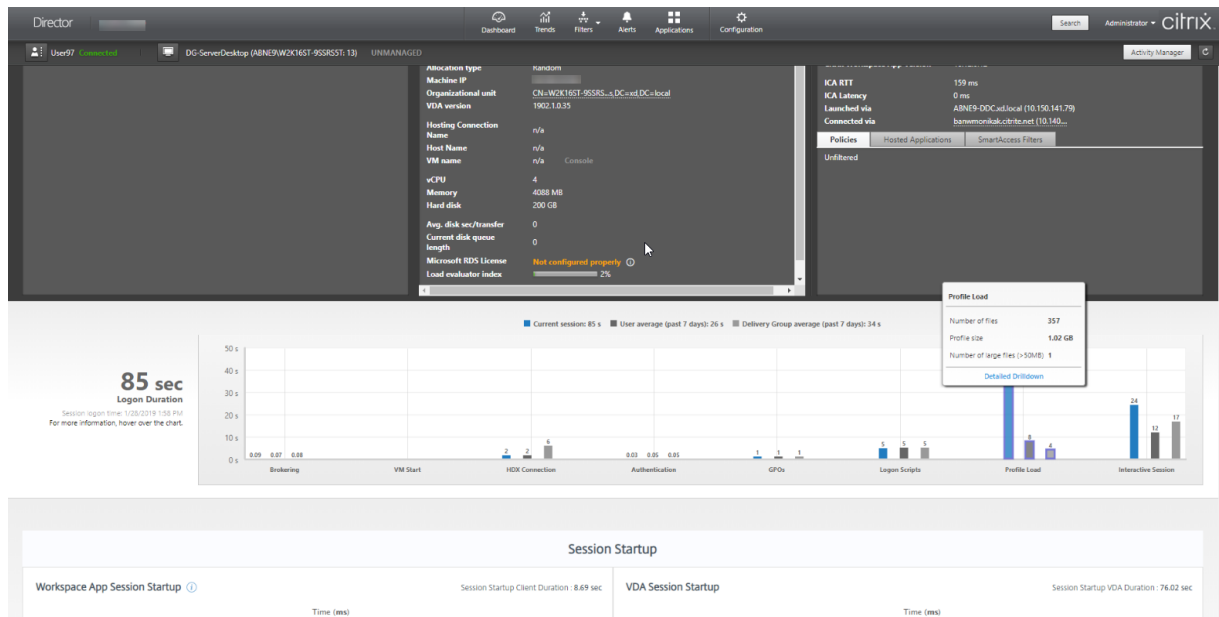 Director
Dashboard
Trends
Filters
Alerts
Applications
Configuration
Search
Administrator
citrix
User97 Connected
DG-ServerDesktop (ABNE9\W2K16ST-9SSRS5T: 13) UNMANAGED
Activity Manager
Allocation type Random
Machine IP
Organizational unit CN=W2K16ST-9SSRS...s,DC=xd,DC=local
VDA version 1902.1.0.35
Hosting Connection
Name n/a
Host Name n/a
VM name n/a Console
vCPU 4
Memory 4088 MB
Hard disk 200 GB
Avg. disk sec/transfer 0
Current disk queue
length 0
Microsoft RDS License Not configured properly
Load evaluator index 2%
ICA RTT 159 ms
ICA Latency 0 ms
Launched via ABNE9-DDC.xd.local (10.150.141.79)
Connected via banwmonikak.citrite.net (10.140....
Policies Hosted Applications SmartAccess Filters
Unfiltered
Profile Load
Number of files 357
Profile size 1.02 GB
Number of large files (>50MB) 1
Detailed Drilldown
Current session: 85 s User average (past 7 days): 26 s Delivery Group average (past 7 days): 34 s
85 sec
Logon Duration
Session logon time: 1/28/2019 1:58 PM
For more information, hover over the chart.
50 s
40 s
30 s
20 s
10 s
0 s
0.09 0.07 0.08
2 2 6
0.03 0.05 0.05
1 1 1
5 5 5
8 4
24 12 17
Brokering VM Start HDX Connection Authentication GPOs Logon Scripts Profile Load Interactive Session
Session Startup
Workspace App Session Startup
Session Startup Client Duration : 8.69 sec
VDA Session Startup
Session Startup VDA Duration : 76.02 sec
Time (ms)
Time (ms)